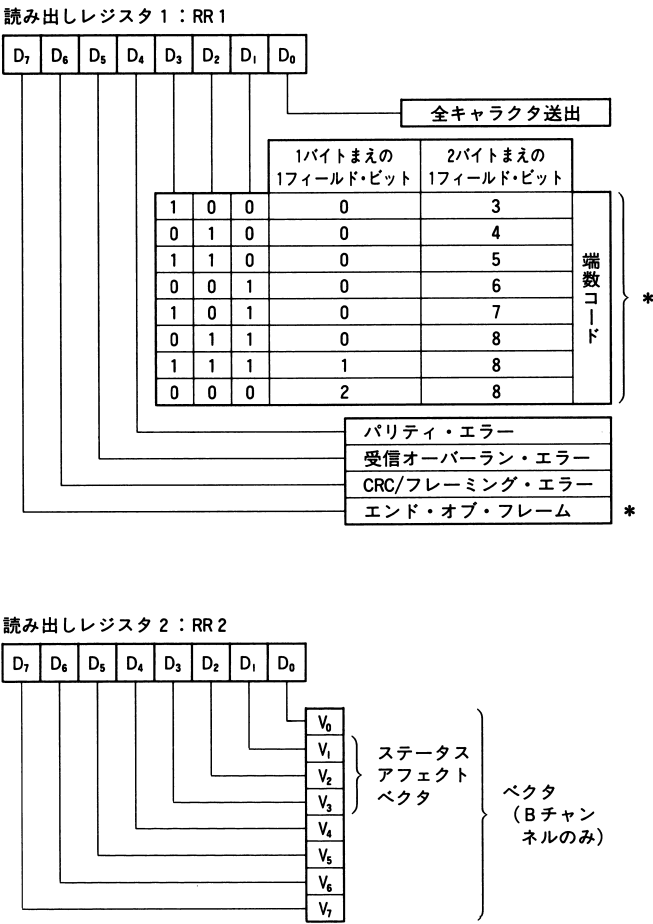 読み出しレジスタ1：RR1
D₇ D₆ D₅ D₄ D₃ D₂ D₁ D₀
全キャラクタ送出
1バイトまえの 2バイトまえの
1フィールド・ビット 1フィールド・ビット
1 0 0 0 3
0 1 0 0 4
1 1 0 0 5
0 0 1 0 6
1 0 1 0 7
0 1 1 0 8
1 1 1 1 8
0 0 0 2 8
端数コード
*
パリティ・エラー
受信オーバーラン・エラー
CRC/フレーミング・エラー
エンド・オブ・フレーム *
読み出しレジスタ2：RR2
D₇ D₆ D₅ D₄ D₃ D₂ D₁ D₀
V₀
V₁
V₂
V₃
V₄
V₅
V₆
V₇
ステータス
アフェクト
ベクタ
ベクタ
（Bチャン
ネルのみ）